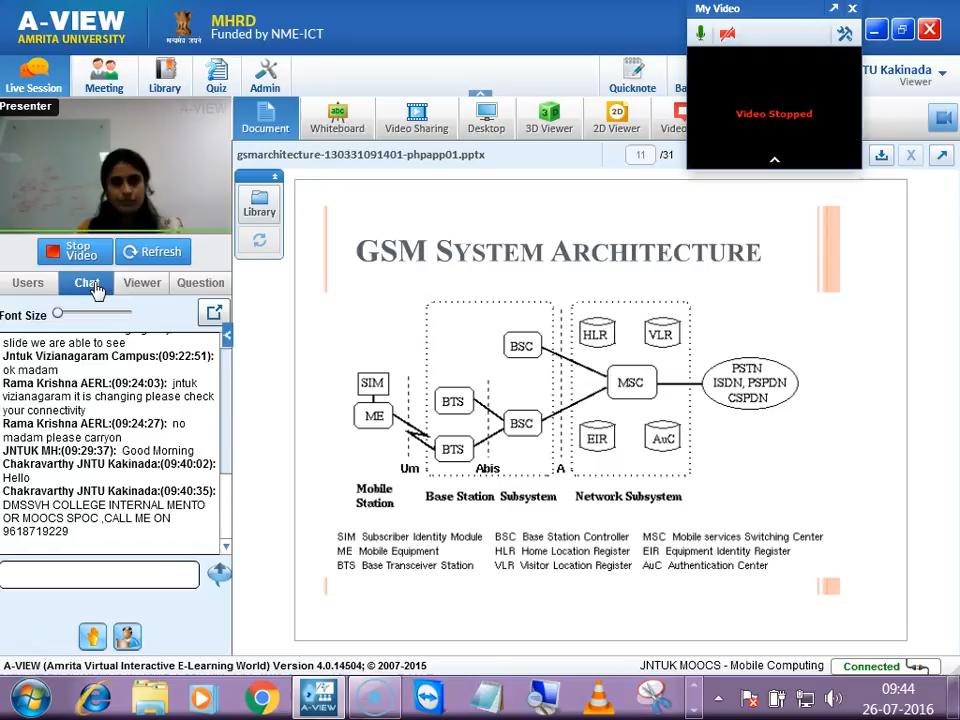 A-VIEW
AMRITA UNIVERSITY
MHRD
Funded by NME-ICT
My Video
Live Session
Meeting
Library
Quiz
Admin
Quicknote
TU Kakinada
Viewer
Video Stopped
Presenter
A-VIEW
Document
Whiteboard
Video Sharing
Desktop
3D Viewer
2D Viewer
Video
gsmarchitecture-130331091401-phpapp01.pptx
11 /31
Library
Stop Video
Refresh
Users
Chat
Viewer
Question
Font Size
slide we are able to see
Jntuk Vizianagaram Campus:(09:22:51):
ok madam
Rama Krishna AERL:(09:24:03): jntuk
vizianagaram it is changing please check
your connectivity
Rama Krishna AERL:(09:24:27): no
madam please carryon
JNTUK MH:(09:29:37): Good Morning
Chakravarthy JNTU Kakinada:(09:40:02):
Hello
Chakravarthy JNTU Kakinada:(09:40:35):
DMSSVH COLLEGE INTERNAL MENTO
OR MOOCS SPOC ,CALL ME ON
9618719229
GSM SYSTEM ARCHITECTURE
SIM
ME
BTS
BTS
BSC
BSC
HLR
VLR
MSC
EIR
AuC
PSTN
ISDN, PSPDN
CSPDN
Um
Abis
A
Mobile
Station
Base Station Subsystem
Network Subsystem
SIM Subscriber Identity Module BSC Base Station Controller MSC Mobile services Switching Center
ME Mobile Equipment HLR Home Location Register EIR Equipment Identity Register
BTS Base Transceiver Station VLR Visitor Location Register AuC Authentication Center
A-VIEW (Amrita Virtual Interactive E-Learning World) Version 4.0.14504; © 2007-2015
JNTUK MOOCS - Mobile Computing
Connected
A-VIEW
09:44
26-07-2016